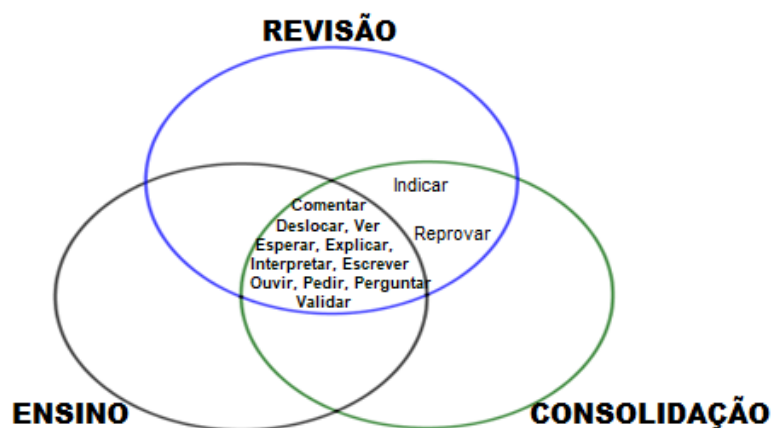 REVISÃO
Indicar
Comentar
Deslocar, Ver
Reprovar
Esperar, Explicar,
Interpretar, Escrever
Ouvir, Pedir, Perguntar
Validar
ENSINO
CONSOLIDAÇÃO